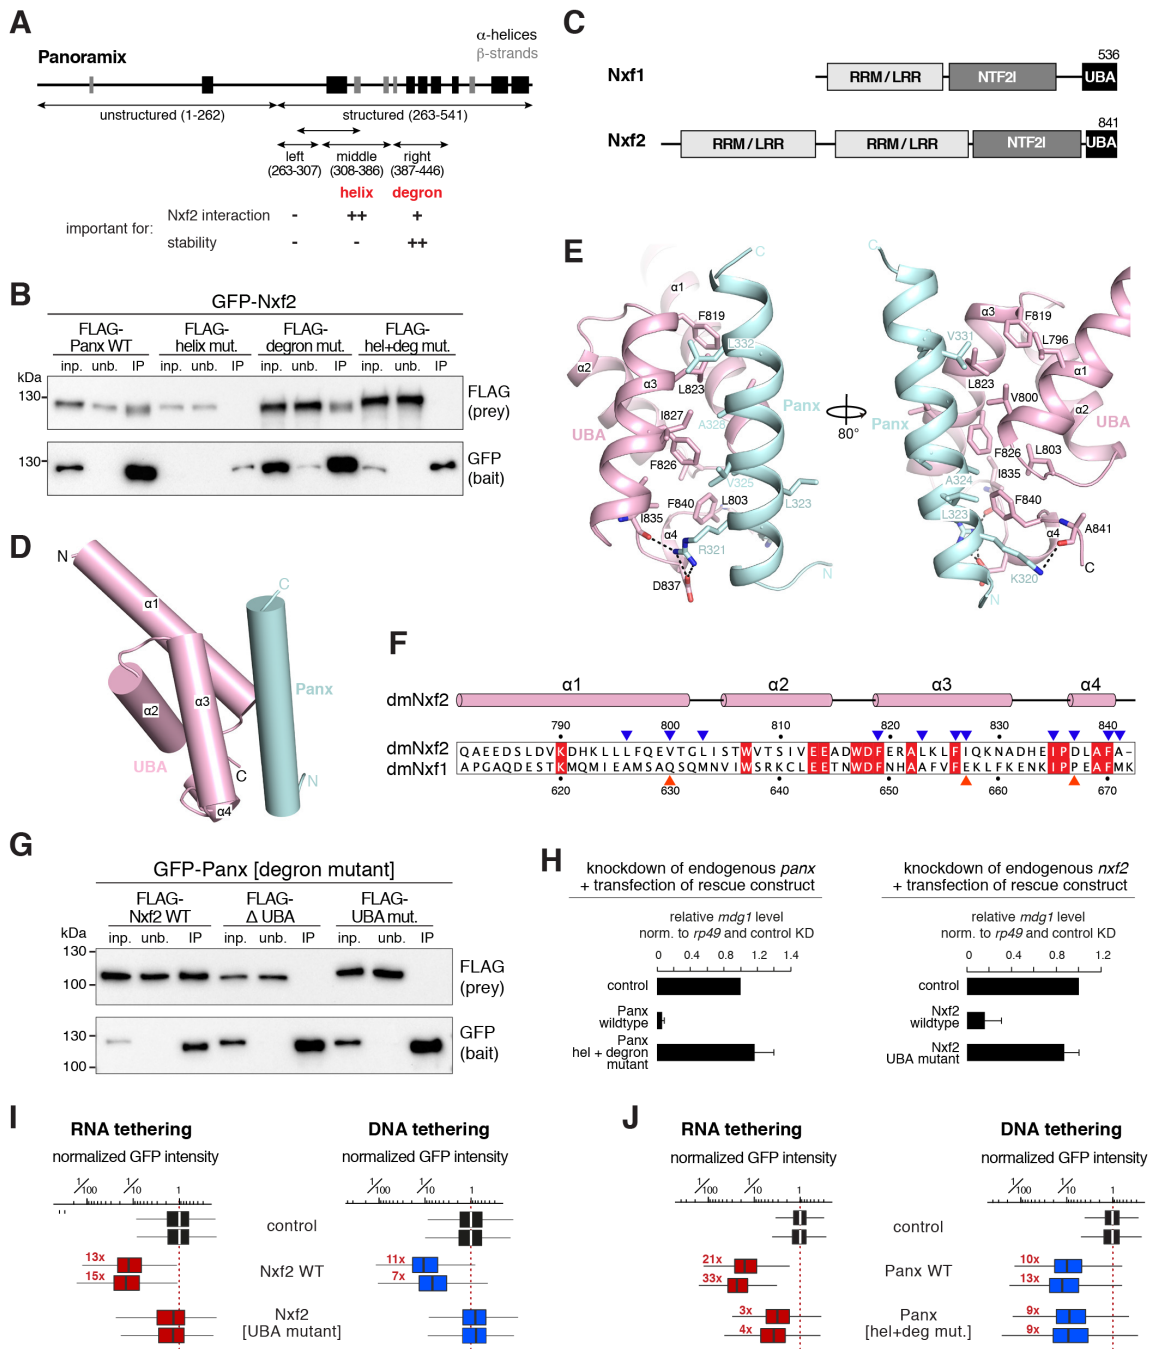 A
Panoramix
α-helices
β-strands
unstructured (1-262)
structured (263-541)
left
(263-307)
middle
(308-386)
right
(387-446)
helix
degron
important for:
Nxf2 interaction
-
++
+
stability
-
-
++
B
GFP-Nxf2
FLAG-
Panx WT
FLAG-
helix mut.
FLAG-
degron mut.
FLAG-
hel+deg mut.
inp. unb. IP inp. unb. IP inp. unb. IP inp. unb. IP
kDa
130
FLAG
(prey)
130
GFP
(bait)
C
Nxf1
RRM / LRR
NTF2l
UBA
536
Nxf2
RRM / LRR
RRM / LRR
NTF2l
UBA
841
D
N
α1
C
α2
α3
Panx
UBA
C
N
α4
E
C
α1
F819
α2
L332
α3
L823
Panx
I827
A328
UBA
F826
V325
L323
F840
L803
I835
α4
R321
D837
N
80°
C
α3
F819
V331
L796
L823
α1
V800
α2
Panx
UBA
F826
L803
A324
I835
L323
F840
α4
A841
K320
C
N
F
α1 α2 α3 α4
dmNxf2
790 800 810 820 830 840
dmNxf2 QAEEDSLDVKDHKLLLFQEVTGLISTWVTSIVEEADWDFERALKLFIQKNADHEIPDLAFA-
dmNxf1 APGAQDESTKMQMIEAMSAQSQMNVIWSRKCLEETNWDFNHAAFVFEKLFKENKIPPEAFMK
620 630 640 650 660 670
G
GFP-Panx [degron mutant]
FLAG-
Nxf2 WT
FLAG-
Δ UBA
FLAG-
UBA mut.
inp. unb. IP inp. unb. IP inp. unb. IP
kDa
130
100
FLAG
(prey)
130
100
GFP
(bait)
H
knockdown of endogenous panx
+ transfection of rescue construct
relative mdg1 level
norm. to rp49 and control KD
0 0.4 0.8 1.2 1.4
control
Panx
wildtype
Panx
hel + degron
mutant
knockdown of endogenous nxf2
+ transfection of rescue construct
relative mdg1 level
norm. to rp49 and control KD
0 0.4 0.8 1.2
control
Nxf2
wildtype
Nxf2
UBA mutant
I
RNA tethering
normalized GFP intensity
1/100 1/10 1
DNA tethering
normalized GFP intensity
1/100 1/10 1
control
13x
15x
Nxf2 WT
11x
7x
Nxf2
[UBA mutant]
J
RNA tethering
normalized GFP intensity
1/100 1/10 1
DNA tethering
normalized GFP intensity
1/100 1/10 1
control
21x
33x
Panx WT
10x
13x
3x
4x
Panx
[hel+deg mut.]
9x
9x